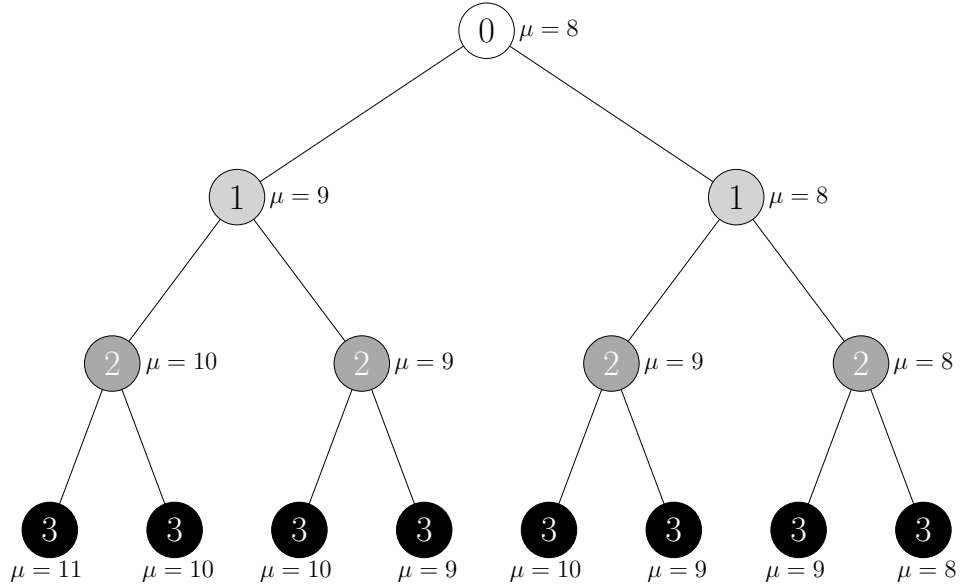 0 μ = 8
1 μ = 9 1 μ = 8
2 μ = 10 2 μ = 9 2 μ = 9 2 μ = 8
3 3 3 3 3 3 3 3
μ = 11 μ = 10 μ = 10 μ = 9 μ = 10 μ = 9 μ = 9 μ = 8